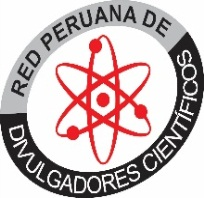 RED PERUANA DE
DIVULGADORES CIENTÍFICOS